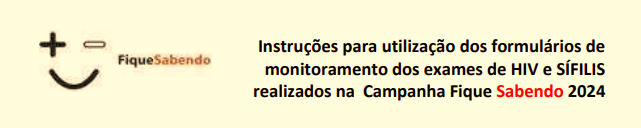 FiqueSabendo
Instruções para utilização dos formulários de
monitoramento dos exames de HIV e SÍFILIS
realizados na Campanha Fique Sabendo 2024